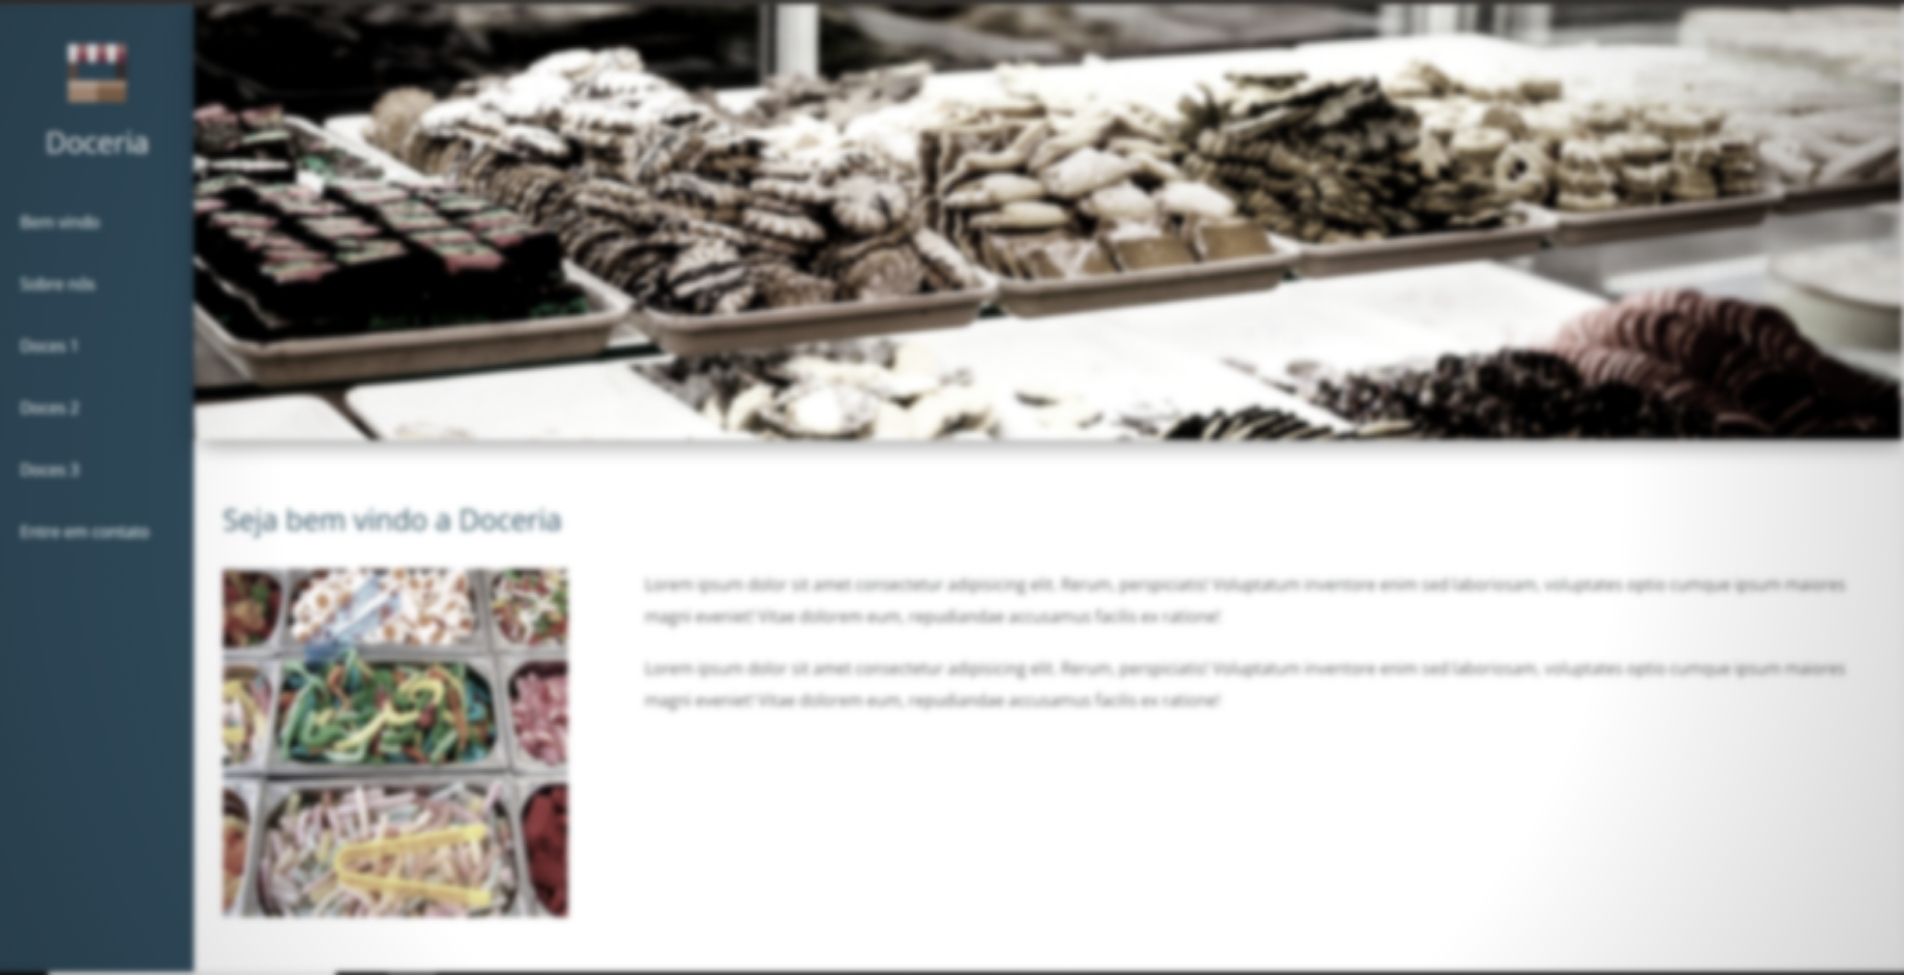 Doceria
Bem vindo
Sobre nós
Doces 1
Doces 2
Doces 3
Entre em contato
Seja bem vindo a Doceria
Lorem ipsum dolor sit amet consectetur adipisicing elit. Rerum, perspiciatis! Voluptatum inventore enim sed laboriosam, voluptates optio cumque ipsum maiores
magni eveniet! Vitae dolorem eum, repudiandae accusamus facilis ex ratione!
Lorem ipsum dolor sit amet consectetur adipisicing elit. Rerum, perspiciatis! Voluptatum inventore enim sed laboriosam, voluptates optio cumque ipsum maiores
magni eveniet! Vitae dolorem eum, repudiandae accusamus facilis ex ratione!